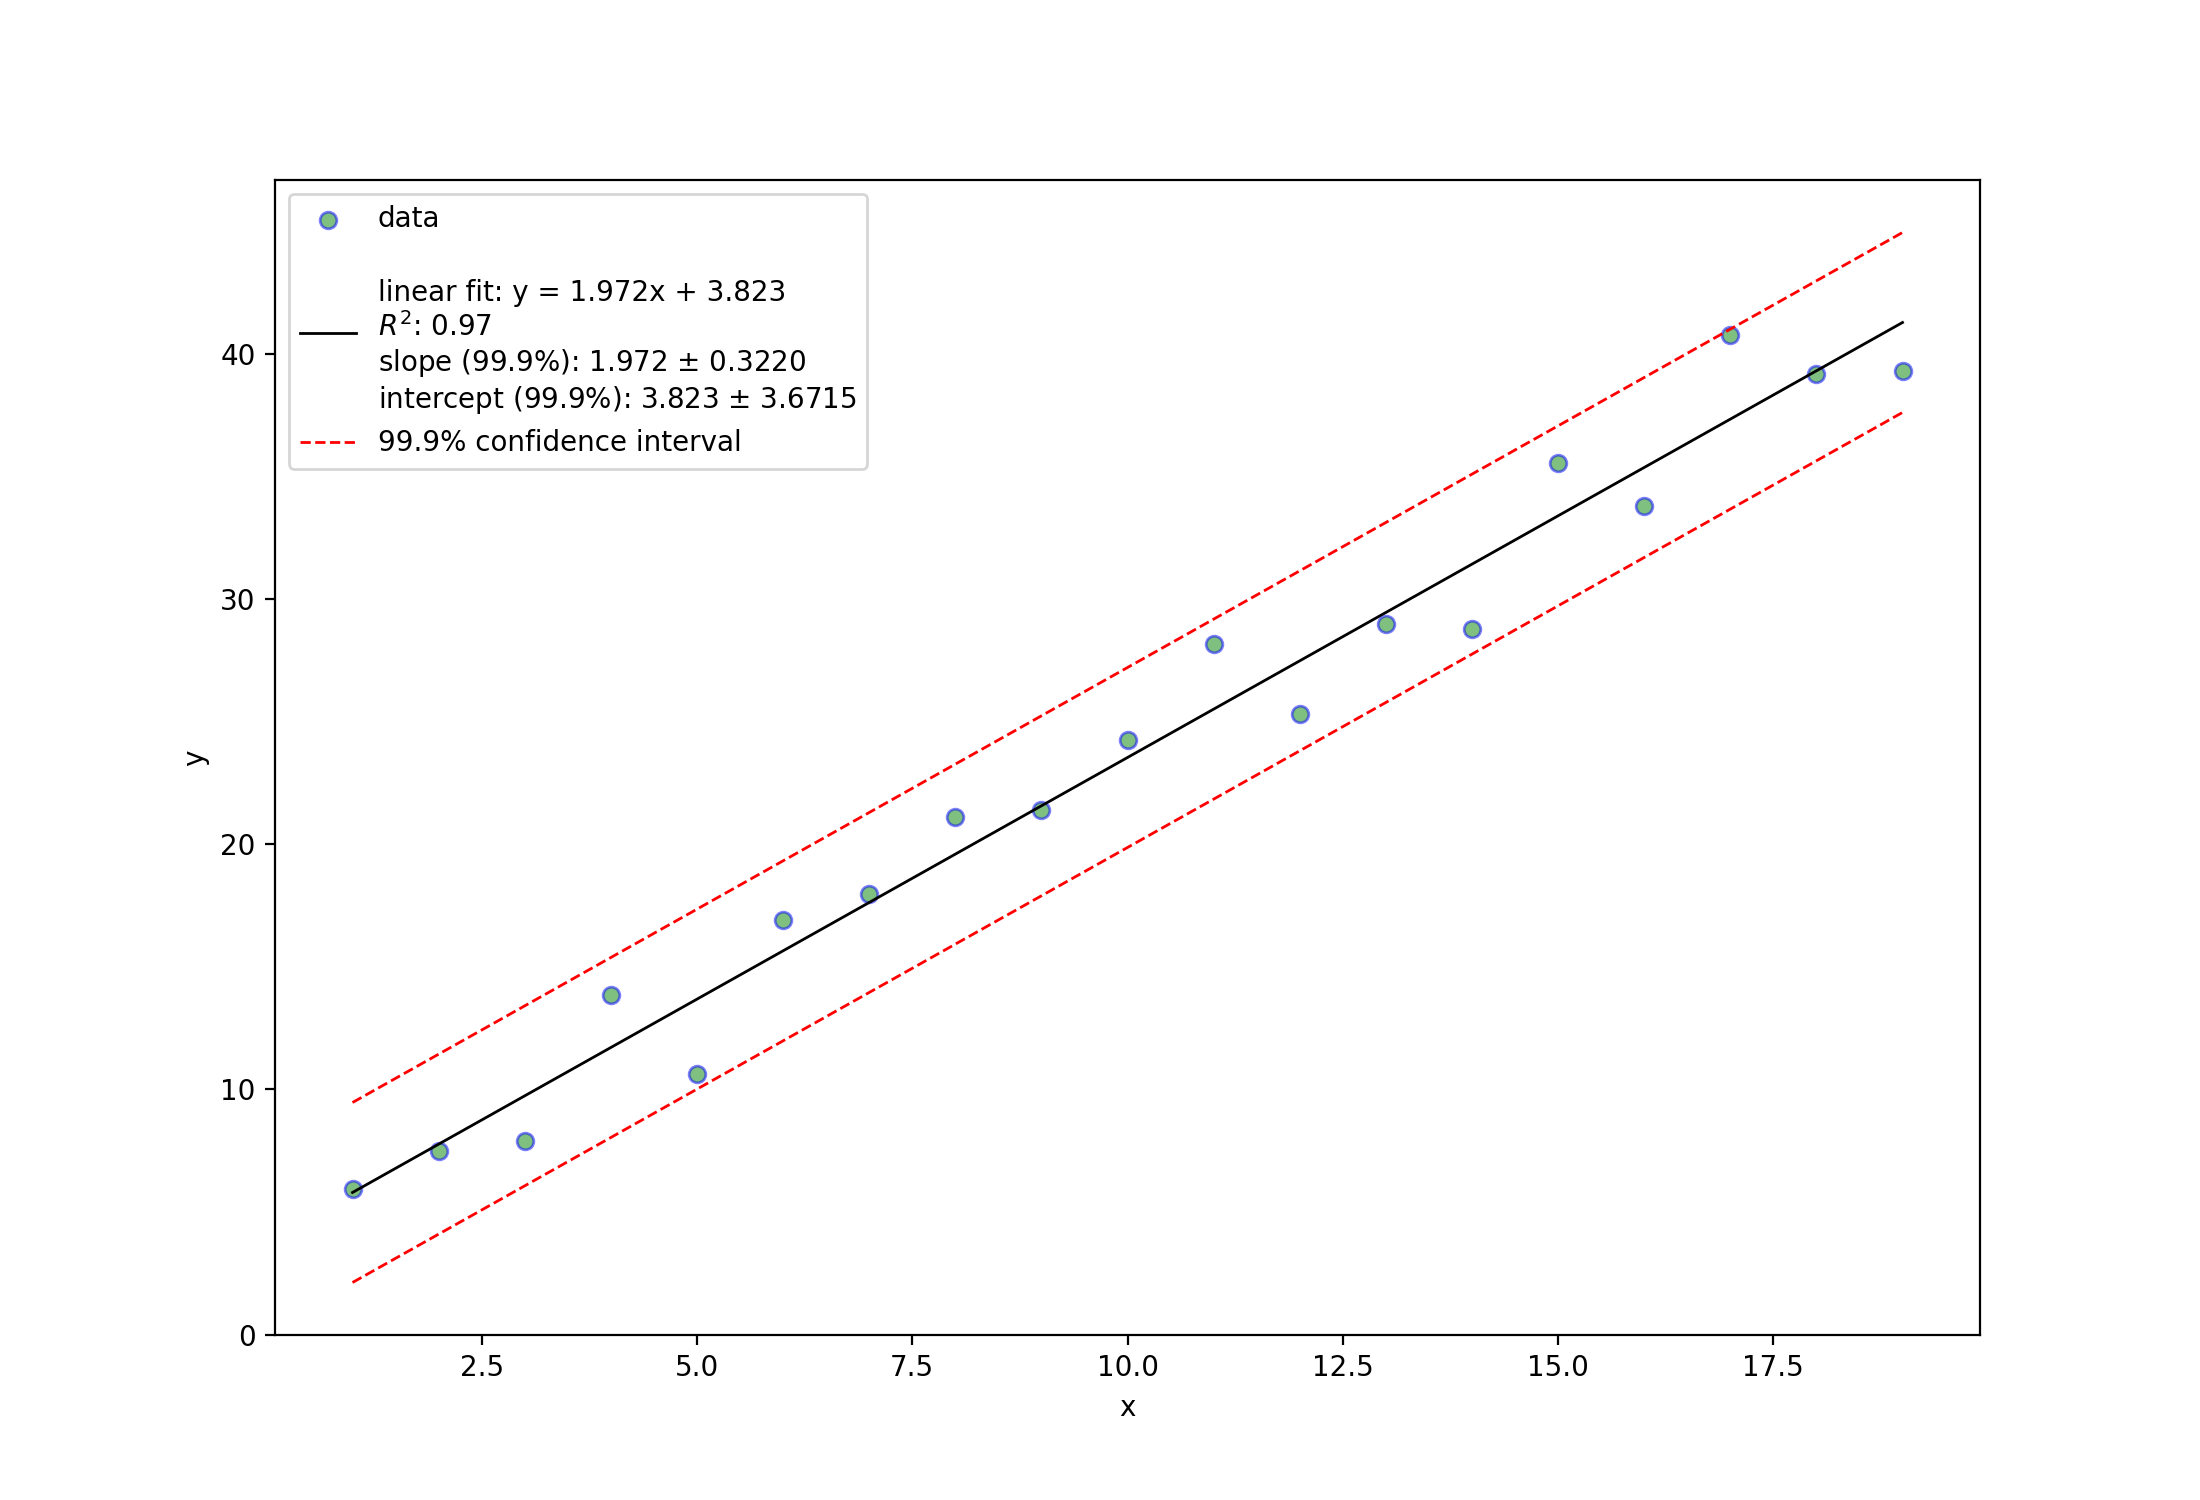 data
linear fit: y = 1.972x + 3.823
R²: 0.97
slope (99.9%): 1.972 ± 0.3220
intercept (99.9%): 3.823 ± 3.6715
99.9% confidence interval
40
30
20
10
0
y
2.5 5.0 7.5 10.0 12.5 15.0 17.5
x